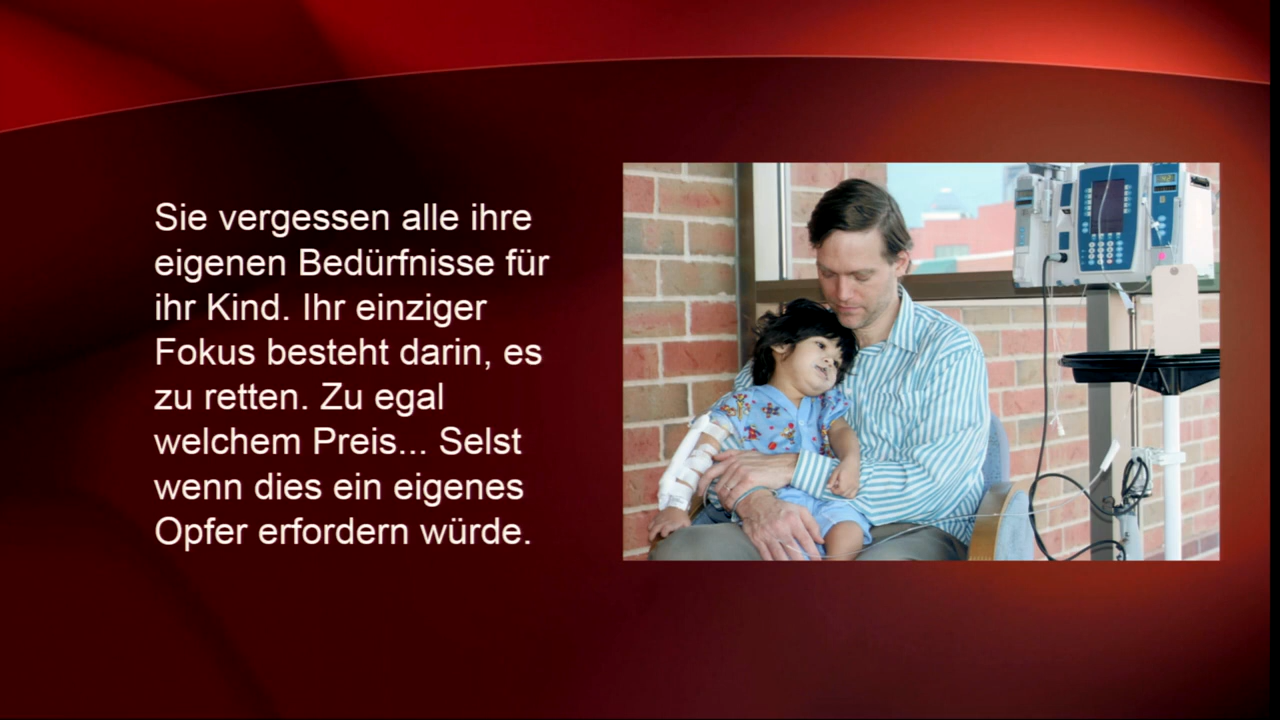 Sie vergessen alle ihre
eigenen Bedürfnisse für
ihr Kind. Ihr einziger
Fokus besteht darin, es
zu retten. Zu egal
welchem Preis... Selst
wenn dies ein eigenes
Opfer erfordern würde.